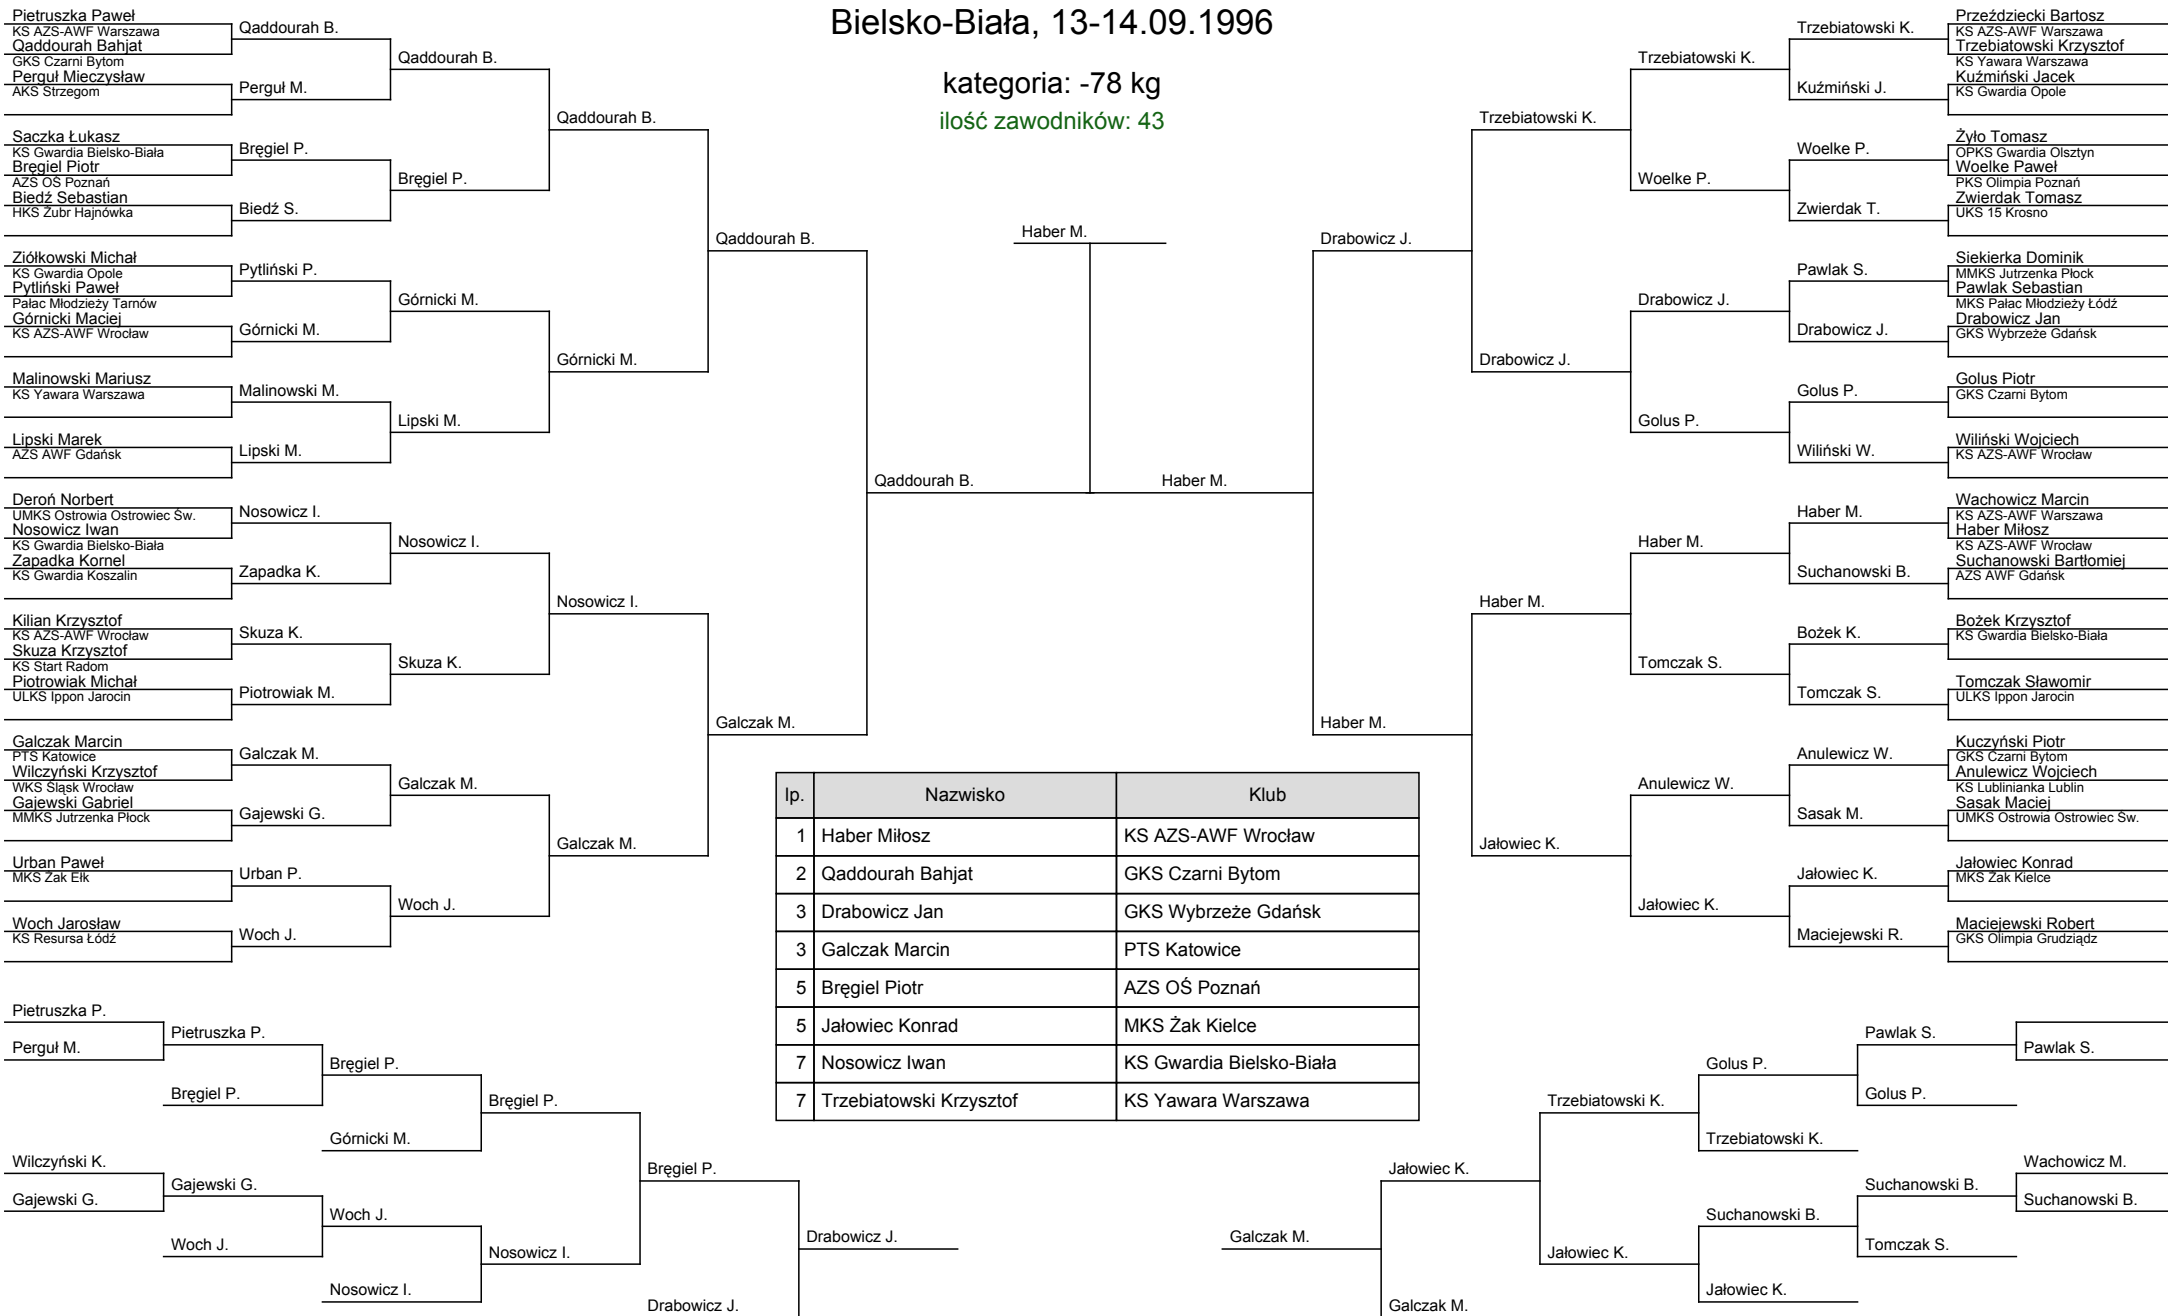 Bielsko-Biała, 13-14.09.1996
kategoria: -78 kg
ilość zawodników: 43
Pietruszka Paweł
KS AZS-AWF Warszawa
Qaddourah Bahjat
GKS Czarni Bytom
Perguł Mieczysław
AKS Strzegom
Saczka Łukasz
KS Gwardia Bielsko-Biała
Bręgiel Piotr
AZS OŚ Poznań
Biedź Sebastian
HKS Żubr Hajnówka
Ziółkowski Michał
KS Gwardia Opole
Pytliński Paweł
Pałac Młodzieży Tarnów
Górnicki Maciej
KS AZS-AWF Wrocław
Malinowski Mariusz
KS Yawara Warszawa
Lipski Marek
AZS AWF Gdańsk
Deroń Norbert
UMKS Ostrowia Ostrowiec Św.
Nosowicz Iwan
KS Gwardia Bielsko-Biała
Zapadka Kornel
KS Gwardia Koszalin
Kilian Krzysztof
KS AZS-AWF Wrocław
Skuza Krzysztof
KS Start Radom
Piotrowiak Michał
ULKS Ippon Jarocin
Galczak Marcin
PTS Katowice
Wilczyński Krzysztof
WKS Śląsk Wrocław
Gajewski Gabriel
MMKS Jutrzenka Płock
Urban Paweł
MKS Żak Ełk
Woch Jarosław
KS Resursa Łódź
Qaddourah B.
Perguł M.
Bręgiel P.
Biedź S.
Pytliński P.
Górnicki M.
Malinowski M.
Lipski M.
Nosowicz I.
Zapadka K.
Skuza K.
Piotrowiak M.
Galczak M.
Gajewski G.
Urban P.
Woch J.
Qaddourah B.
Bręgiel P.
Górnicki M.
Lipski M.
Nosowicz I.
Skuza K.
Galczak M.
Woch J.
Qaddourah B.
Górnicki M.
Nosowicz I.
Galczak M.
Qaddourah B.
Galczak M.
Qaddourah B.
Haber M.
Haber M.
Drabowicz J.
Haber M.
Trzebiatowski K.
Drabowicz J.
Haber M.
Jałowiec K.
Trzebiatowski K.
Woelke P.
Drabowicz J.
Golus P.
Haber M.
Tomczak S.
Anulewicz W.
Jałowiec K.
Trzebiatowski K.
Kuźmiński J.
Woelke P.
Zwierdak T.
Pawlak S.
Drabowicz J.
Golus P.
Wiliński W.
Haber M.
Suchanowski B.
Bożek K.
Tomczak S.
Anulewicz W.
Sasak M.
Jałowiec K.
Maciejewski R.
Przeździecki Bartosz
KS AZS-AWF Warszawa
Trzebiatowski Krzysztof
KS Yawara Warszawa
Kuźmiński Jacek
KS Gwardia Opole
Żyło Tomasz
OPKS Gwardia Olsztyn
Woelke Paweł
PKS Olimpia Poznań
Zwierdak Tomasz
UKS 15 Krosno
Siekierka Dominik
MMKS Jutrzenka Płock
Pawlak Sebastian
MKS Pałac Młodzieży Łódź
Drabowicz Jan
GKS Wybrzeże Gdańsk
Golus Piotr
GKS Czarni Bytom
Wiliński Wojciech
KS AZS-AWF Wrocław
Wachowicz Marcin
KS AZS-AWF Warszawa
Haber Miłosz
KS AZS-AWF Wrocław
Suchanowski Bartłomiej
AZS AWF Gdańsk
Bożek Krzysztof
KS Gwardia Bielsko-Biała
Tomczak Sławomir
ULKS Ippon Jarocin
Kuczyński Piotr
GKS Czarni Bytom
Anulewicz Wojciech
KS Lublinianka Lublin
Sasak Maciej
UMKS Ostrowia Ostrowiec Św.
Jałowiec Konrad
MKS Żak Kielce
Maciejewski Robert
GKS Olimpia Grudziądz
lp. Nazwisko Klub
1 Haber Miłosz KS AZS-AWF Wrocław
2 Qaddourah Bahjat GKS Czarni Bytom
3 Drabowicz Jan GKS Wybrzeże Gdańsk
3 Galczak Marcin PTS Katowice
5 Bręgiel Piotr AZS OŚ Poznań
5 Jałowiec Konrad MKS Żak Kielce
7 Nosowicz Iwan KS Gwardia Bielsko-Biała
7 Trzebiatowski Krzysztof KS Yawara Warszawa
Pietruszka P.
Perguł M.
Wilczyński K.
Gajewski G.
Pietruszka P.
Bręgiel P.
Gajewski G.
Woch J.
Bręgiel P.
Górnicki M.
Woch J.
Nosowicz I.
Bręgiel P.
Nosowicz I.
Bręgiel P.
Drabowicz J.
Drabowicz J.
Galczak M.
Jałowiec K.
Galczak M.
Trzebiatowski K.
Jałowiec K.
Golus P.
Trzebiatowski K.
Suchanowski B.
Jałowiec K.
Pawlak S.
Golus P.
Suchanowski B.
Tomczak S.
Pawlak S.
Wachowicz M.
Suchanowski B.